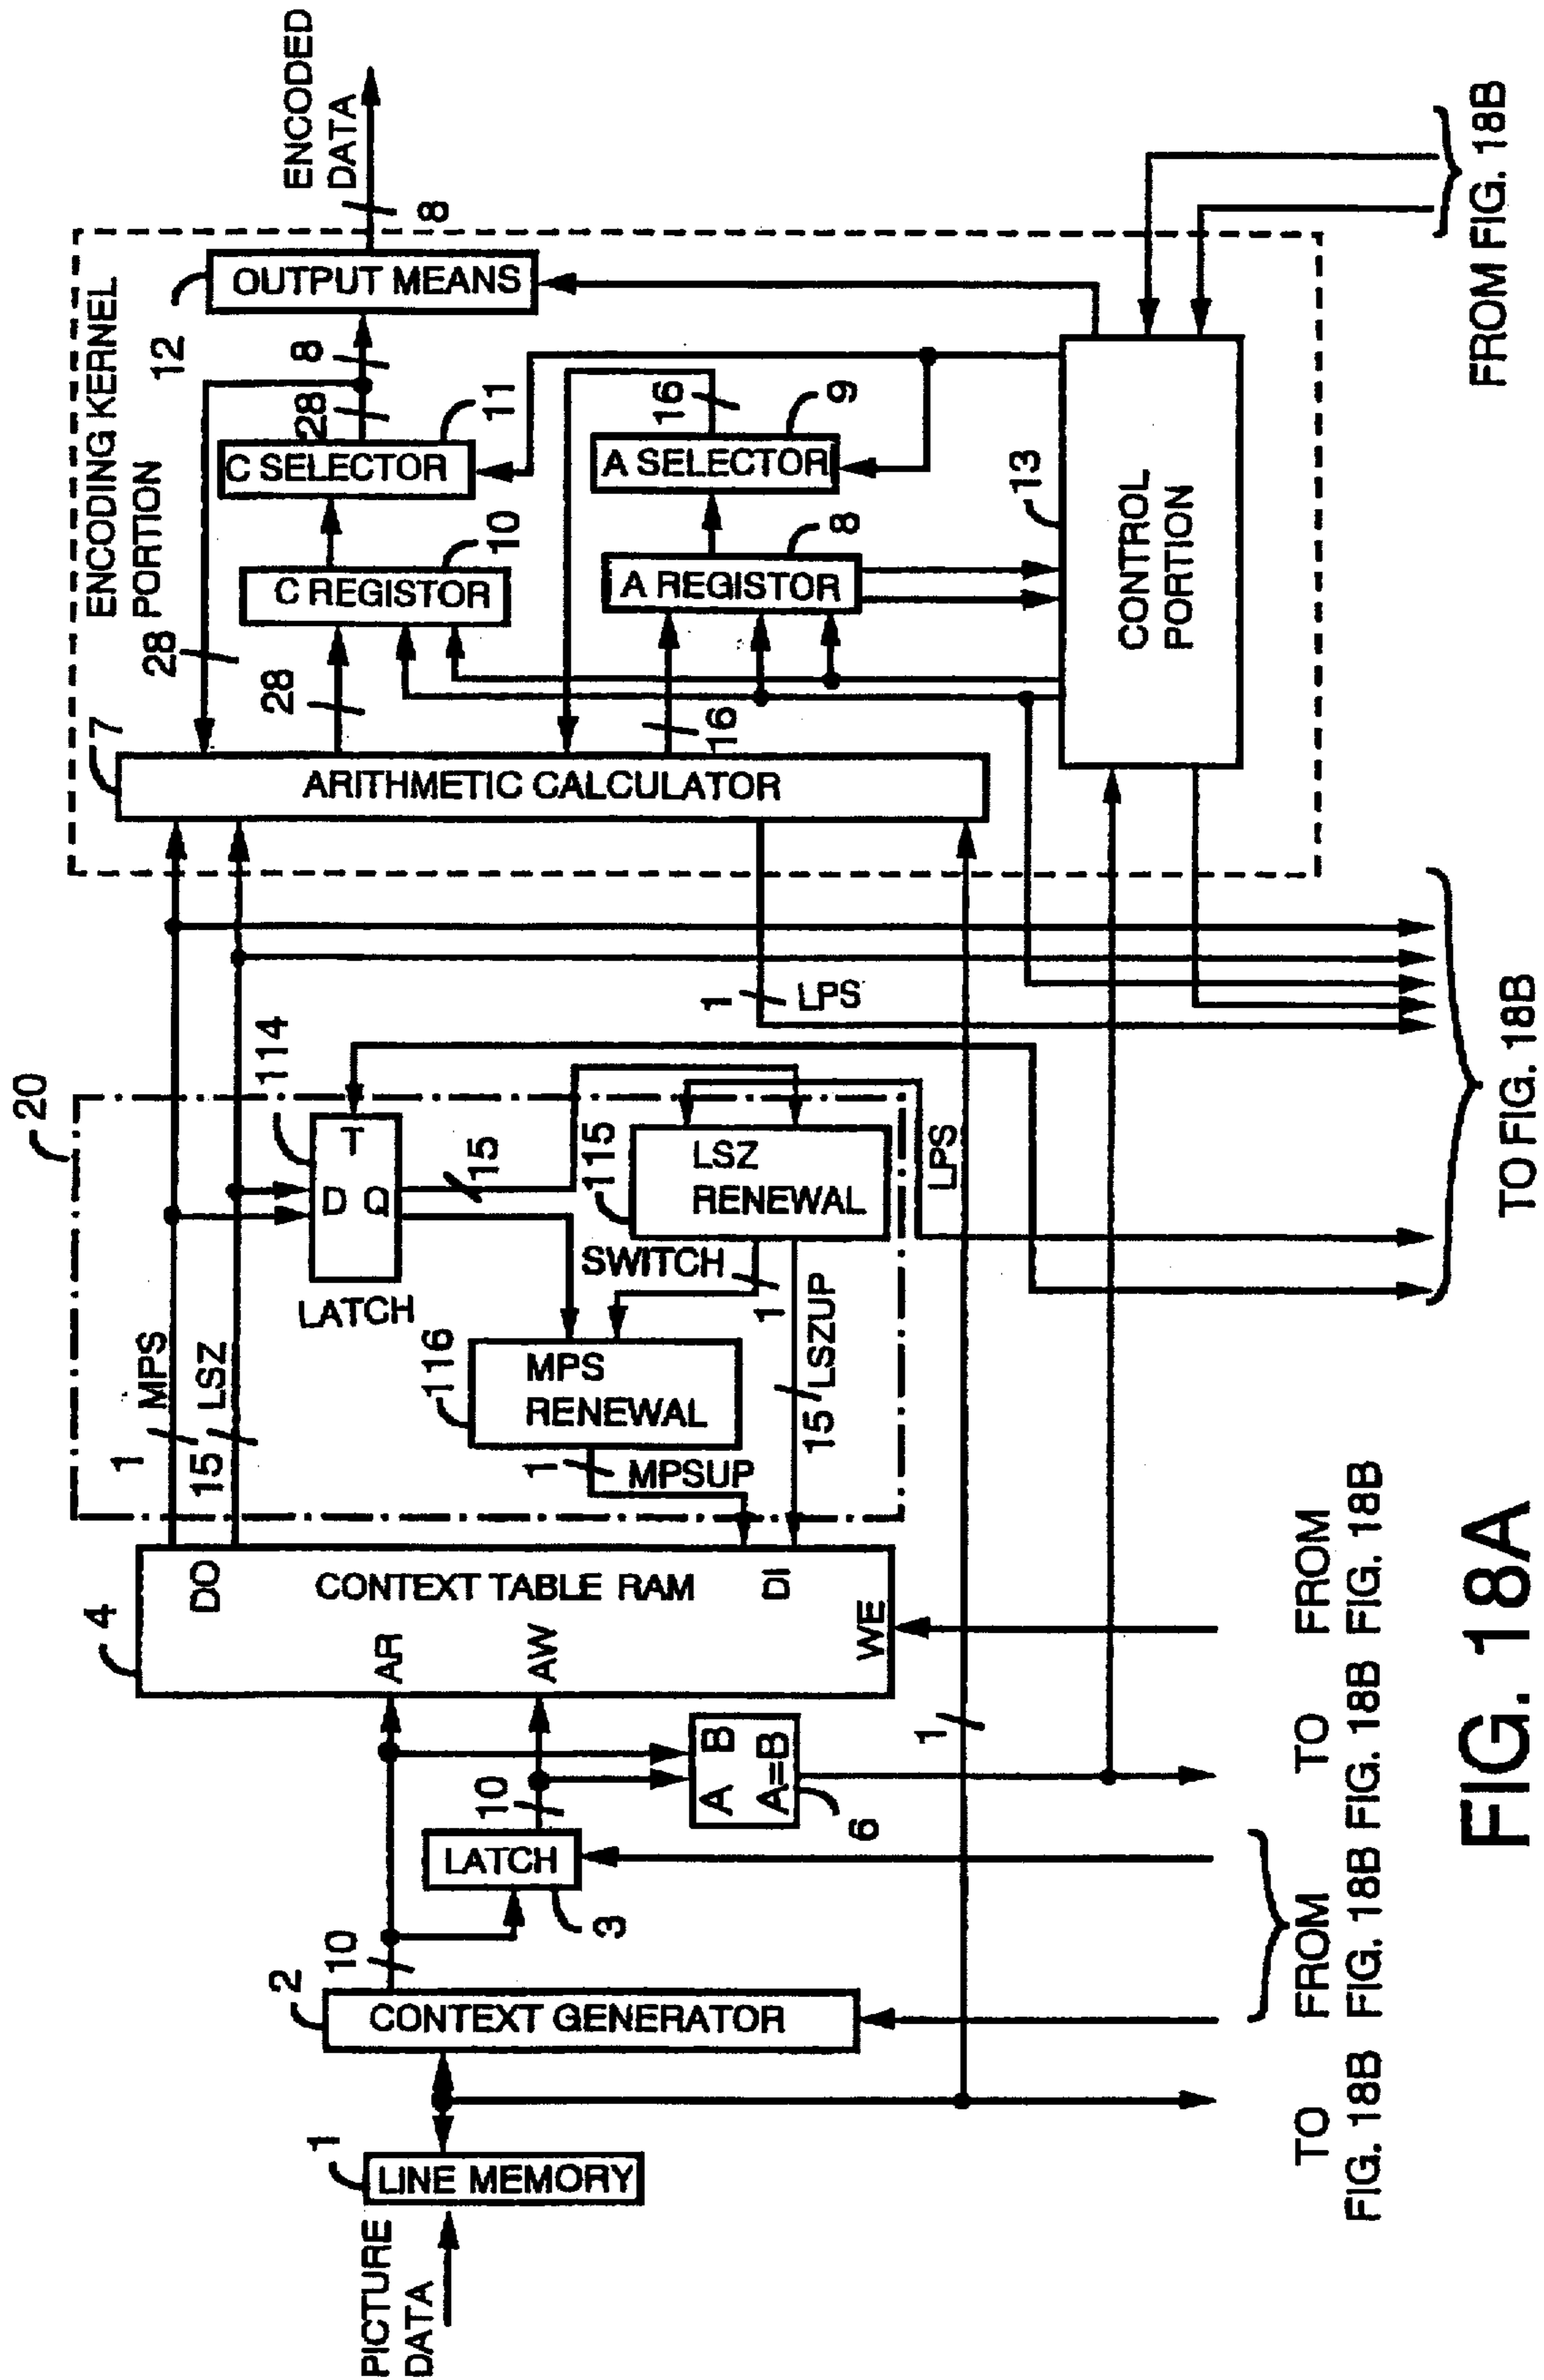 PICTURE
DATA
1
LINE MEMORY
2
CONTEXT GENERATOR
10
LATCH
3
10
A B
A=B
6
4
DO
AR
CONTEXT TABLE RAM
AW
DI
WE
1
20
1
MPS
15
LSZ
114
D T
Q
LATCH
15
116
MPS
RENEWAL
1
MPSUP
115
LSZ
RENEWAL
SWITCH
1
15
LSZUP
LPS
1
LPS
ENCODING KERNEL
PORTION
7
ARITHMETIC CALCULATOR
28
28
C REGISTOR
10
C SELECTOR
11
28
8
12
OUTPUT MEANS
8
ENCODED
DATA
16
A REGISTOR
8
A SELECTOR
9
16
13
CONTROL
PORTION
TO
FIG. 18B
FROM
FIG. 18B
TO
FIG. 18B
FROM
FIG. 18B
TO FIG. 18B
FROM FIG. 18B
FIG. 18A